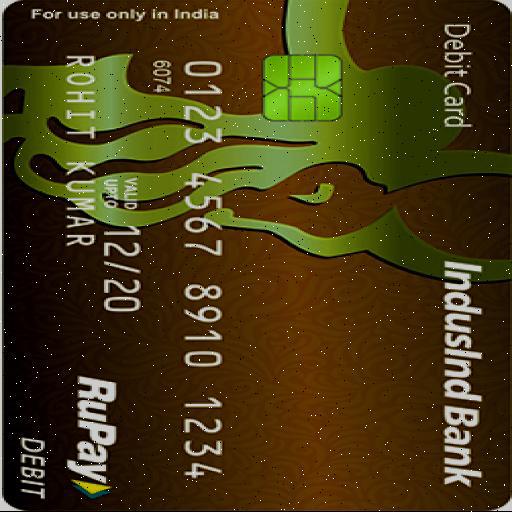 For use only in India
Debit Card
IndusInd Bank
0123 4567 8910 1234
6074
VALID
UPTO
12/20
ROHIT KUMAR
RuPay
DEBIT